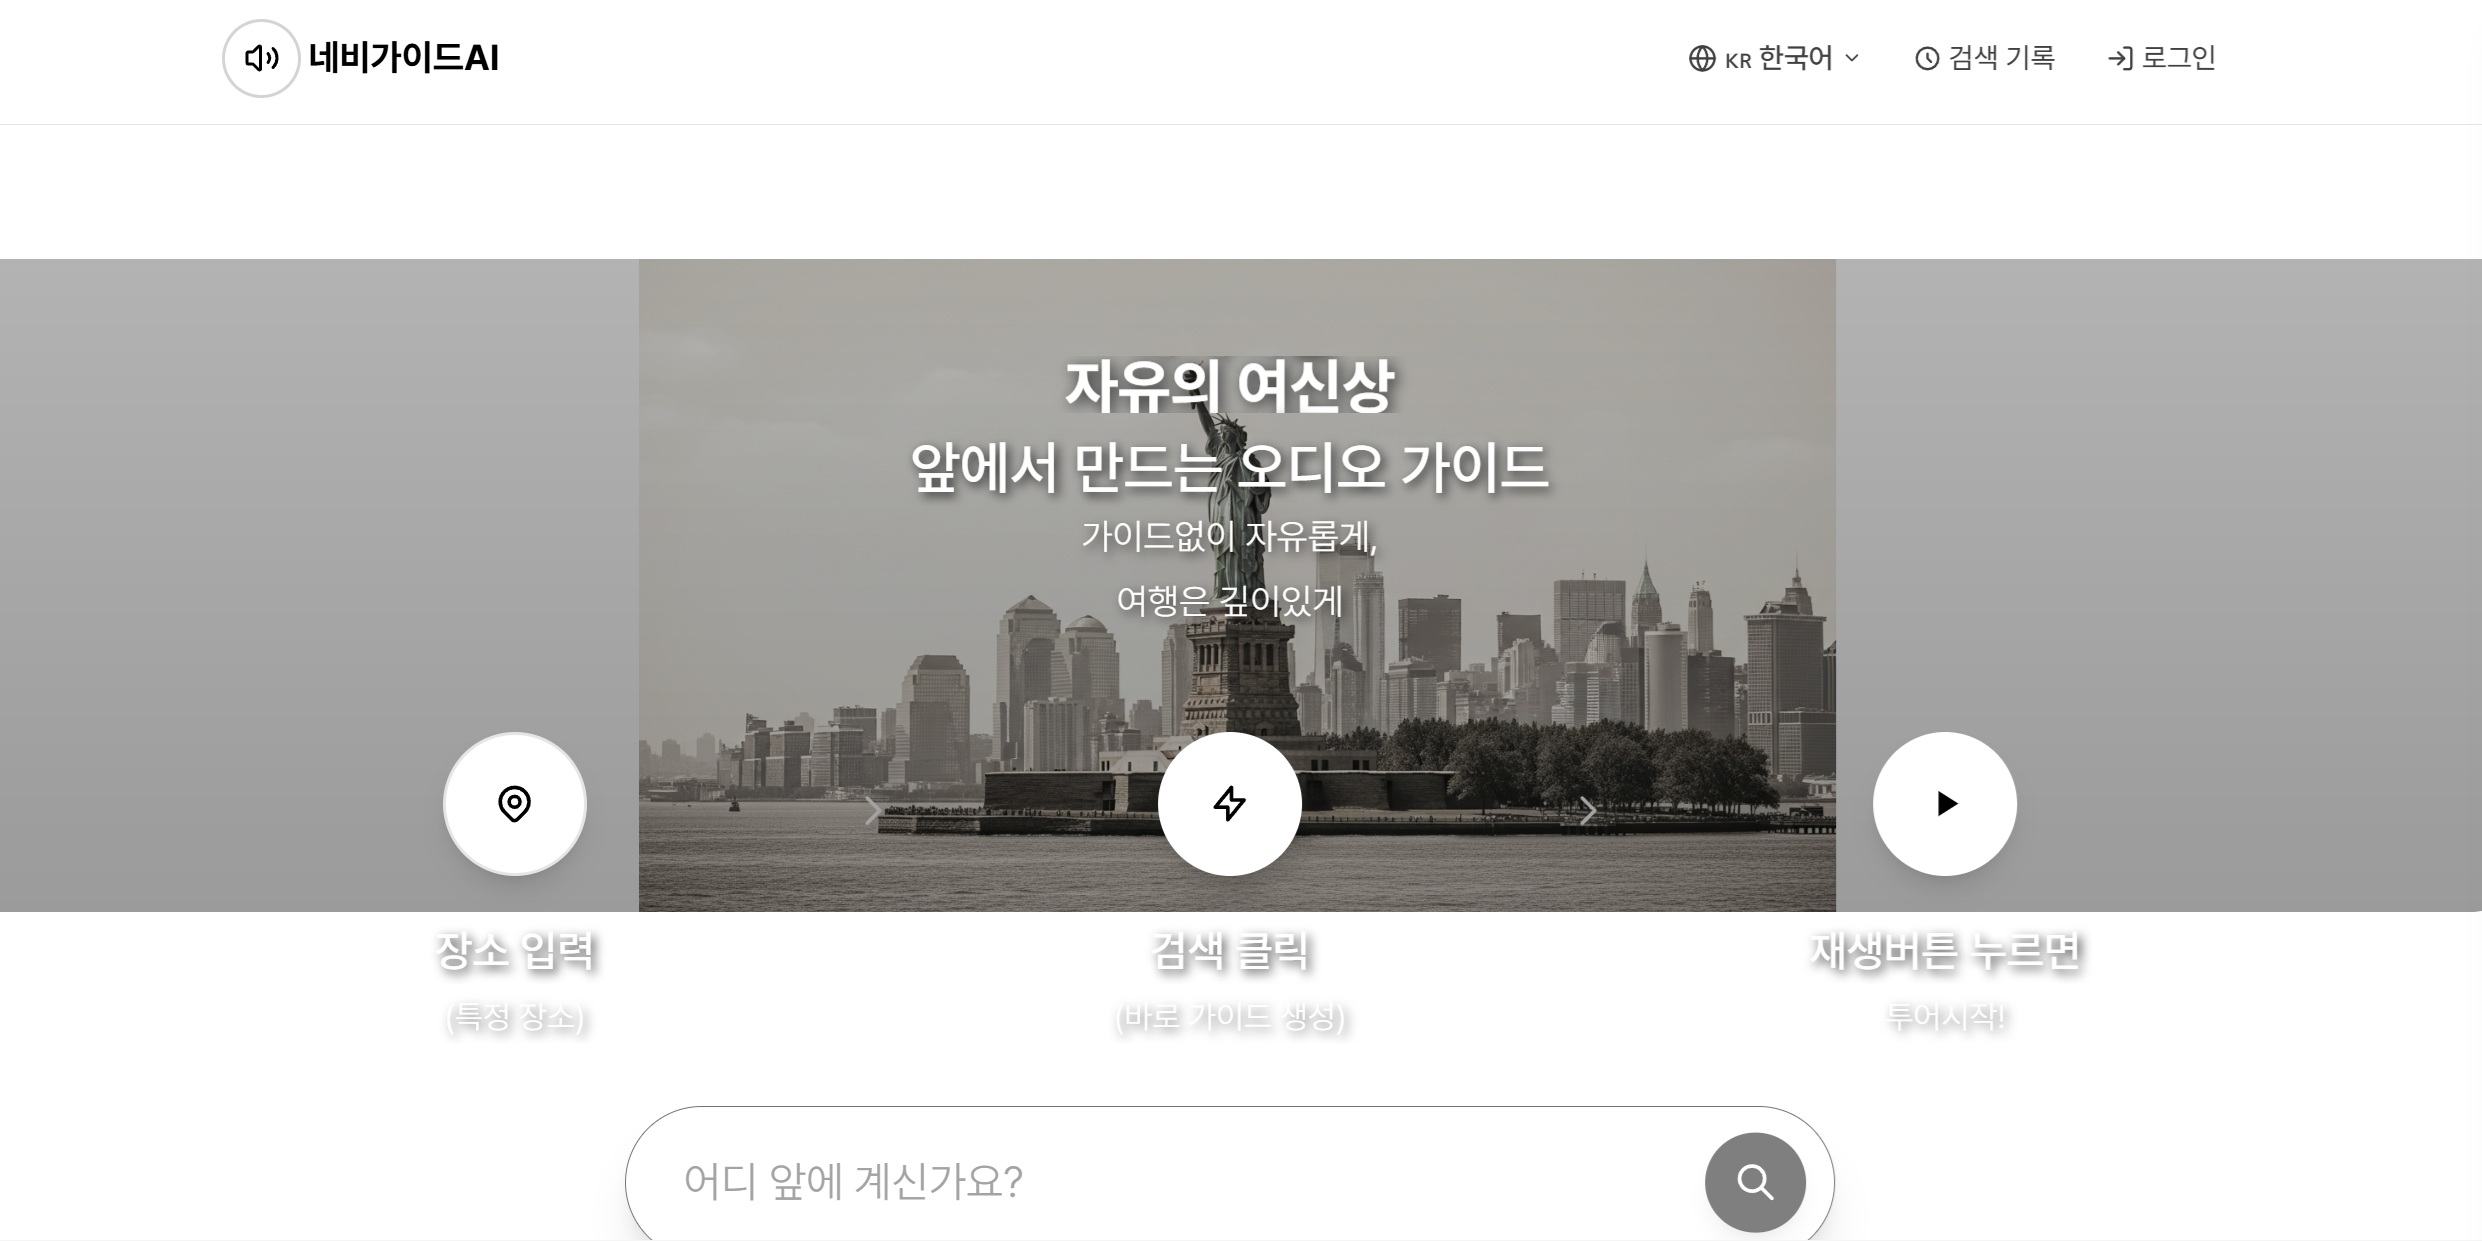 네비가이드AI
KR 한국어
검색 기록
로그인
자유의 여신상
앞에서 만드는 오디오 가이드
가이드없이 자유롭게,
여행은 깊이있게
장소 입력
검색 클릭
재생버튼 누르면
(특정 장소)
(바로 가이드 생성)
투어시작!
어디 앞에 계신가요?